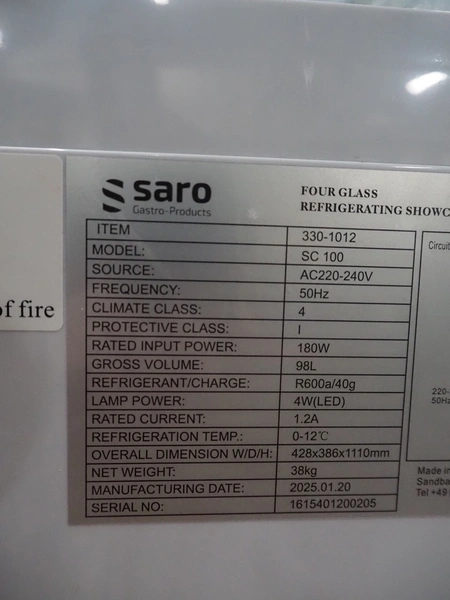 saro
Gastro-Products
FOUR GLASS
REFRIGERATING
ITEM 330-1012
MODEL: SC 100
SOURCE: AC220-240V
FREQUENCY: 50Hz
CLIMATE CLASS: 4
PROTECTIVE CLASS: I
RATED INPUT POWER: 180W
GROSS VOLUME: 98L
REFRIGERANT/CHARGE: R600a/40g
LAMP POWER: 4W(LED)
RATED CURRENT: 1.2A
REFRIGERATION TEMP.: 0-12℃
OVERALL DIMENSION W/D/H: 428x386x1110mm
NET WEIGHT: 38kg
MANUFACTURING DATE: 2025.01.20
SERIAL NO: 1615401200205
of fire
Circuit
220-
50Hz
Made in
Sandba
Tel +49